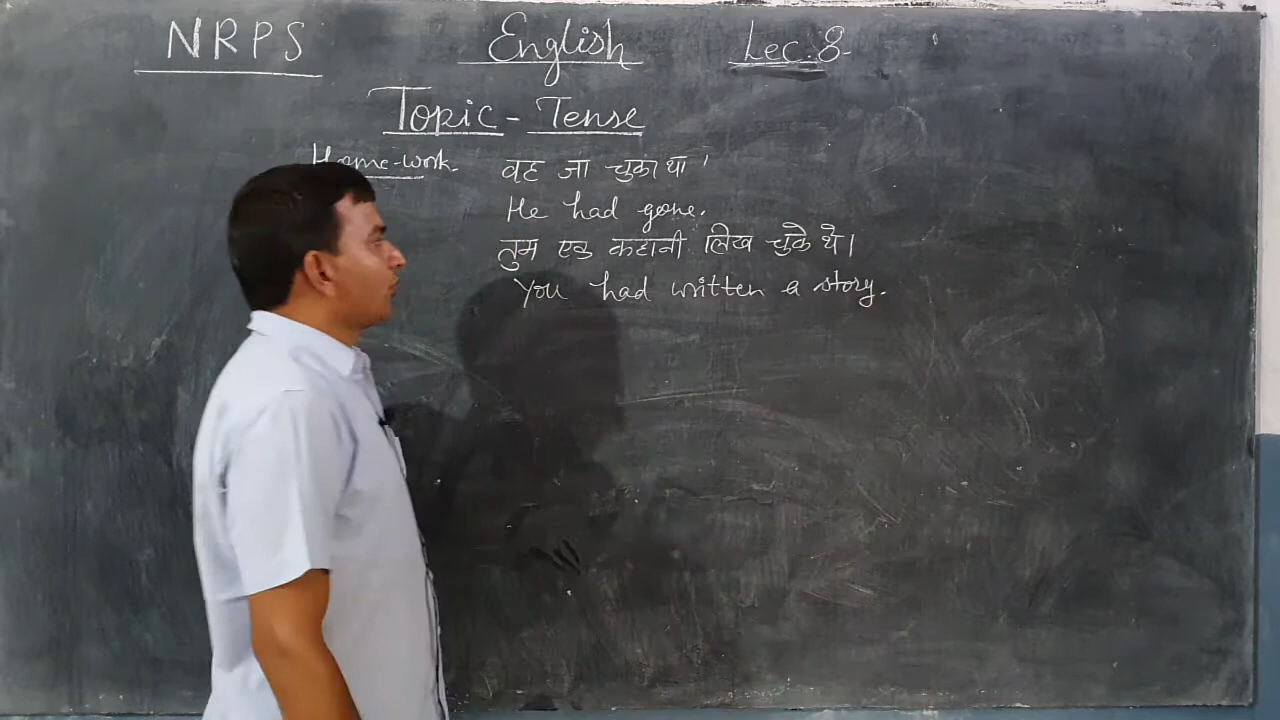 NRPS English Lec. 8.
Topic - Tense
Home-work. वह जा चुका था ।
He had gone.
तुम एक कहानी लिख चुके थे।
You had written a story.